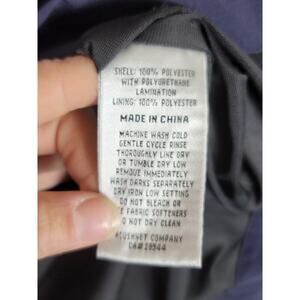 SHELL: 100% POLYESTER
WITH POLYURETHANE
LAMINATION
LINING: 100% POLYESTER
MADE IN CHINA
MACHINE WASH COLD
GENTLE CYCLE RINSE
THOROUGHLY LINE DRY
OR TUMBLE DRY LOW
REMOVE IMMEDIATELY
WASH DARKS SEPARATELY
DRY IRON LOW SETTING
DO NOT BLEACH OR
FABRIC SOFTENERS
DO NOT DRY CLEAN
CUSHNET COMPANY